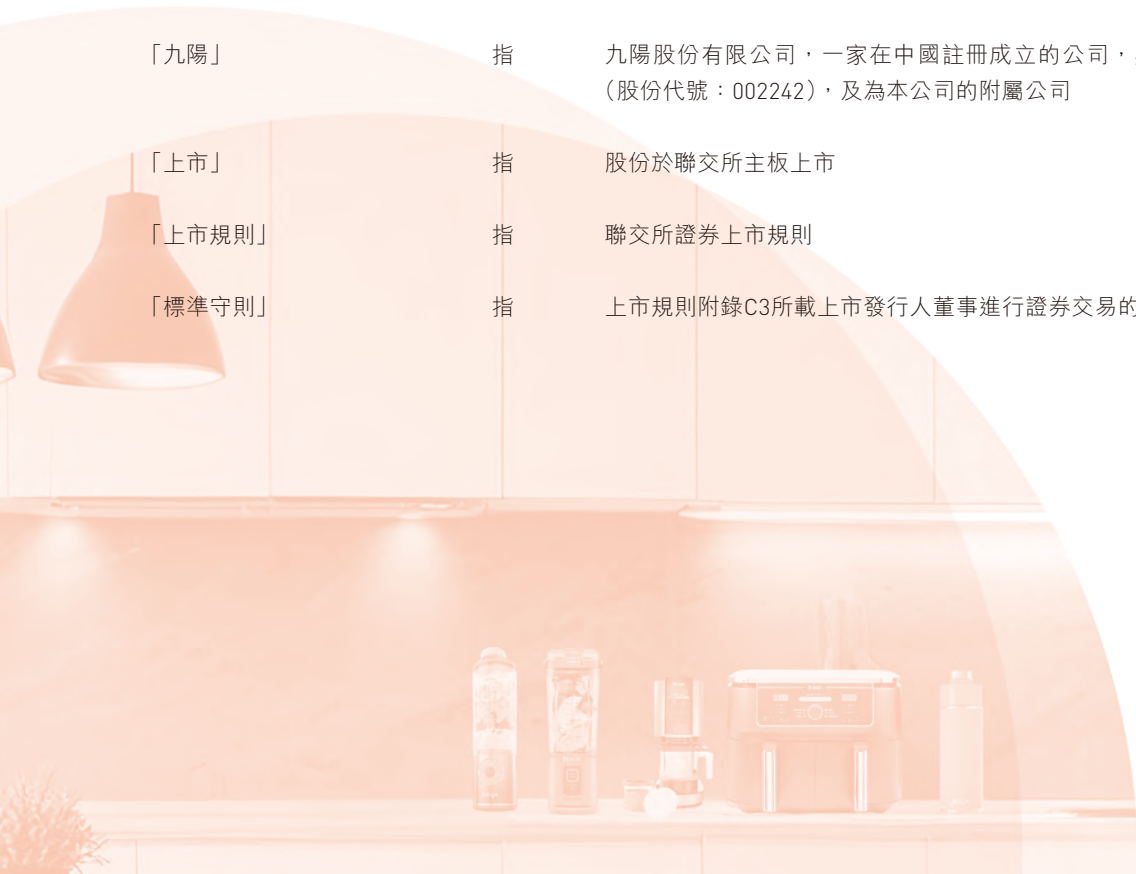 「九陽」 指 九陽股份有限公司，一家在中國註冊成立的公司，
（股份代號：002242），及為本公司的附屬公司
「上市」 指 股份於聯交所主板上市
「上市規則」 指 聯交所證券上市規則
「標準守則」 指 上市規則附錄C3所載上市發行人董事進行證券交易的